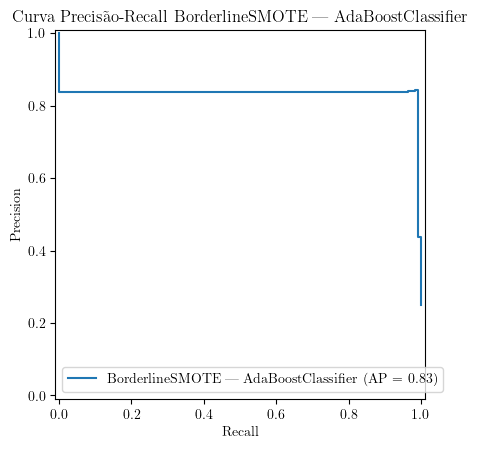 Curva Precisão-Recall BorderlineSMOTE — AdaBoostClassifier
1.0
0.8
0.6
0.4
0.2
0.0
Precision
BorderlineSMOTE — AdaBoostClassifier (AP = 0.83)
0.0 0.2 0.4 0.6 0.8 1.0
Recall